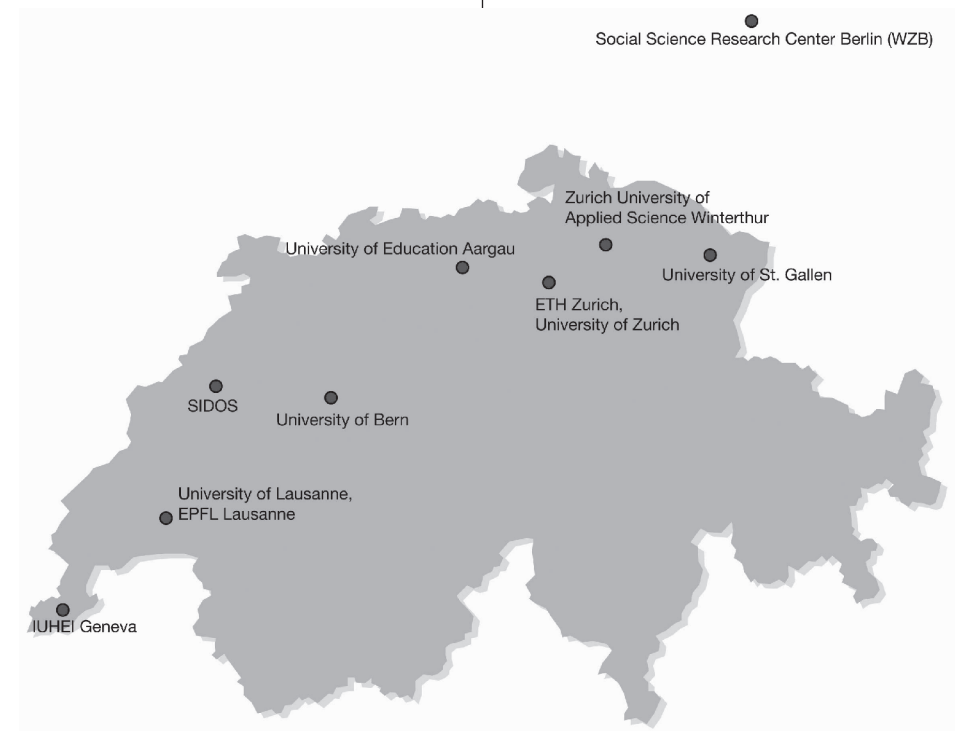 Social Science Research Center Berlin (WZB)
Zurich University of
Applied Science Winterthur
University of Education Aargau
University of St. Gallen
ETH Zurich,
University of Zurich
SIDOS
University of Bern
University of Lausanne,
EPFL Lausanne
IUHEI Geneva